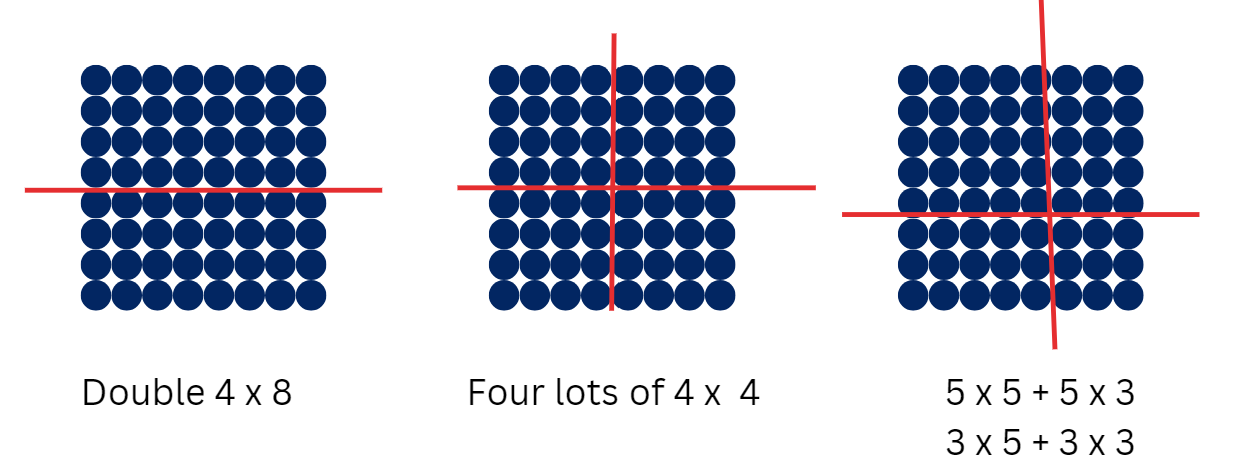 Double 4 x 8
Four lots of 4 x  4
5 x 5 + 5 x 3
3 x 5 + 3 x 3